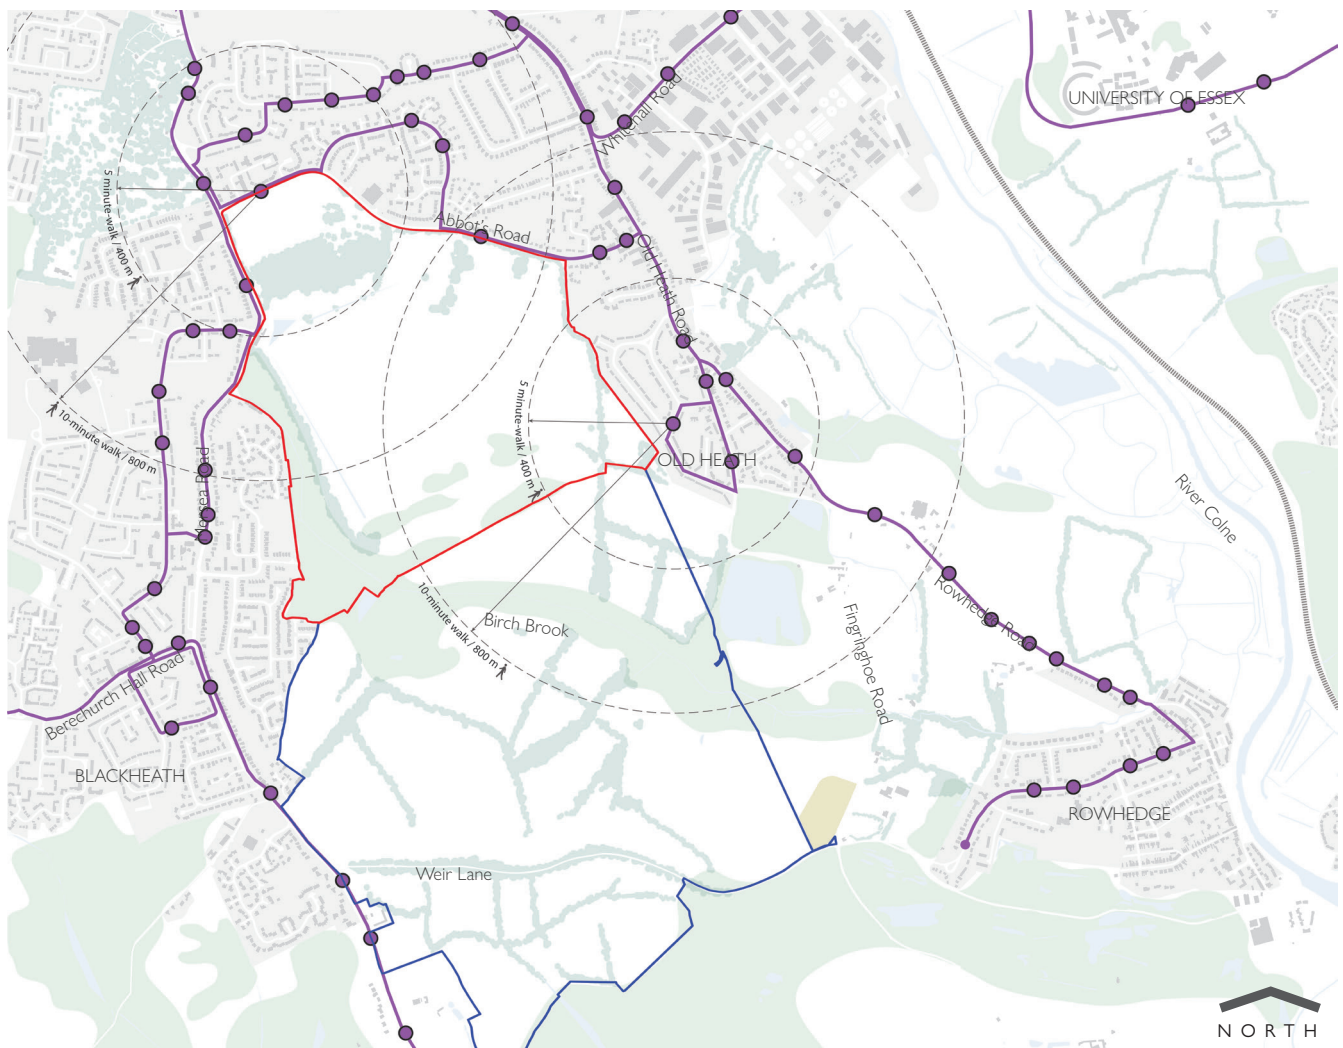 UNIVERSITY OF ESSEX
Whitehall Road
5 minute-walk / 400 m
Abbot's Road
Old Heath Road
10-minute walk / 800 m
Mersea Road
5 minute-walk / 400 m
OLD HEATH
River Colne
10-minute walk / 800 m
Birch Brook
Rowhedge Road
Fingringhoe Road
Berechurch Hall Road
BLACKHEATH
ROWHEDGE
Weir Lane
NORTH